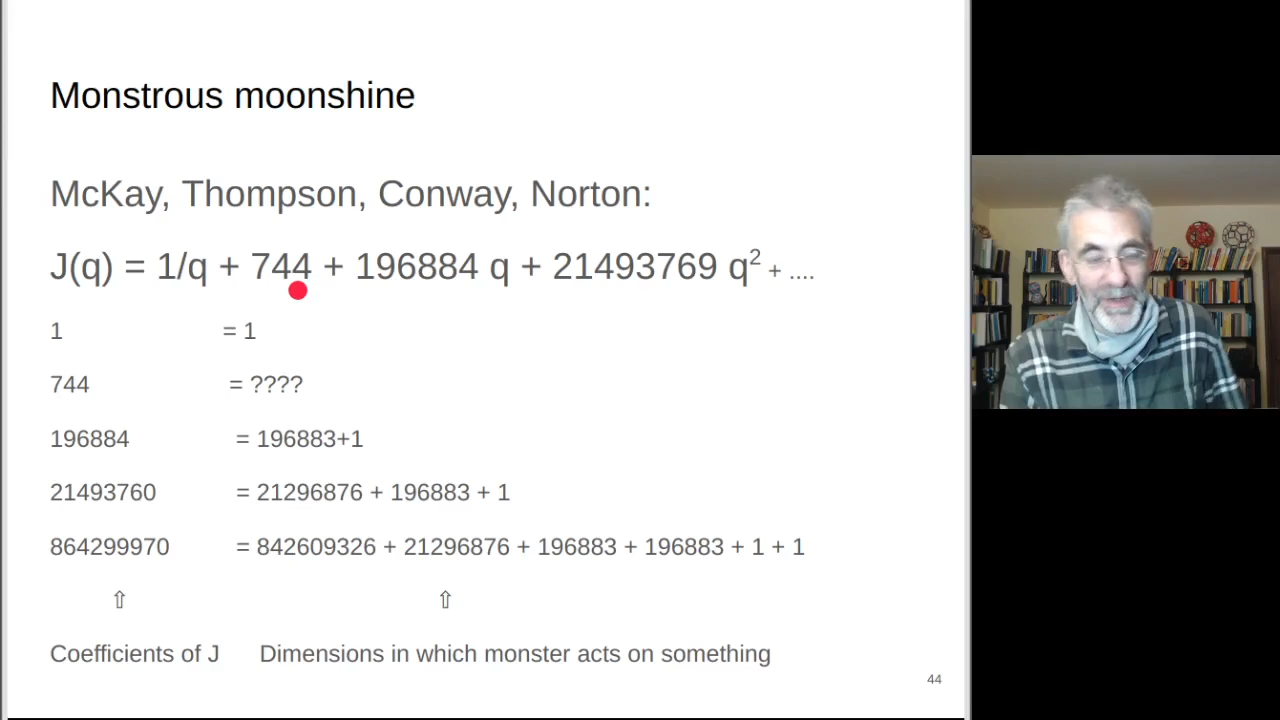 Monstrous moonshine
McKay, Thompson, Conway, Norton:
J(q) = 1/q + 744 + 196884 q + 21493769 q² + ....
1 = 1
744 = ????
196884 = 196883+1
21493760 = 21296876 + 196883 + 1
864299970 = 842609326 + 21296876 + 196883 + 196883 + 1 + 1
⇧ ⇧
Coefficients of J Dimensions in which monster acts on something
44